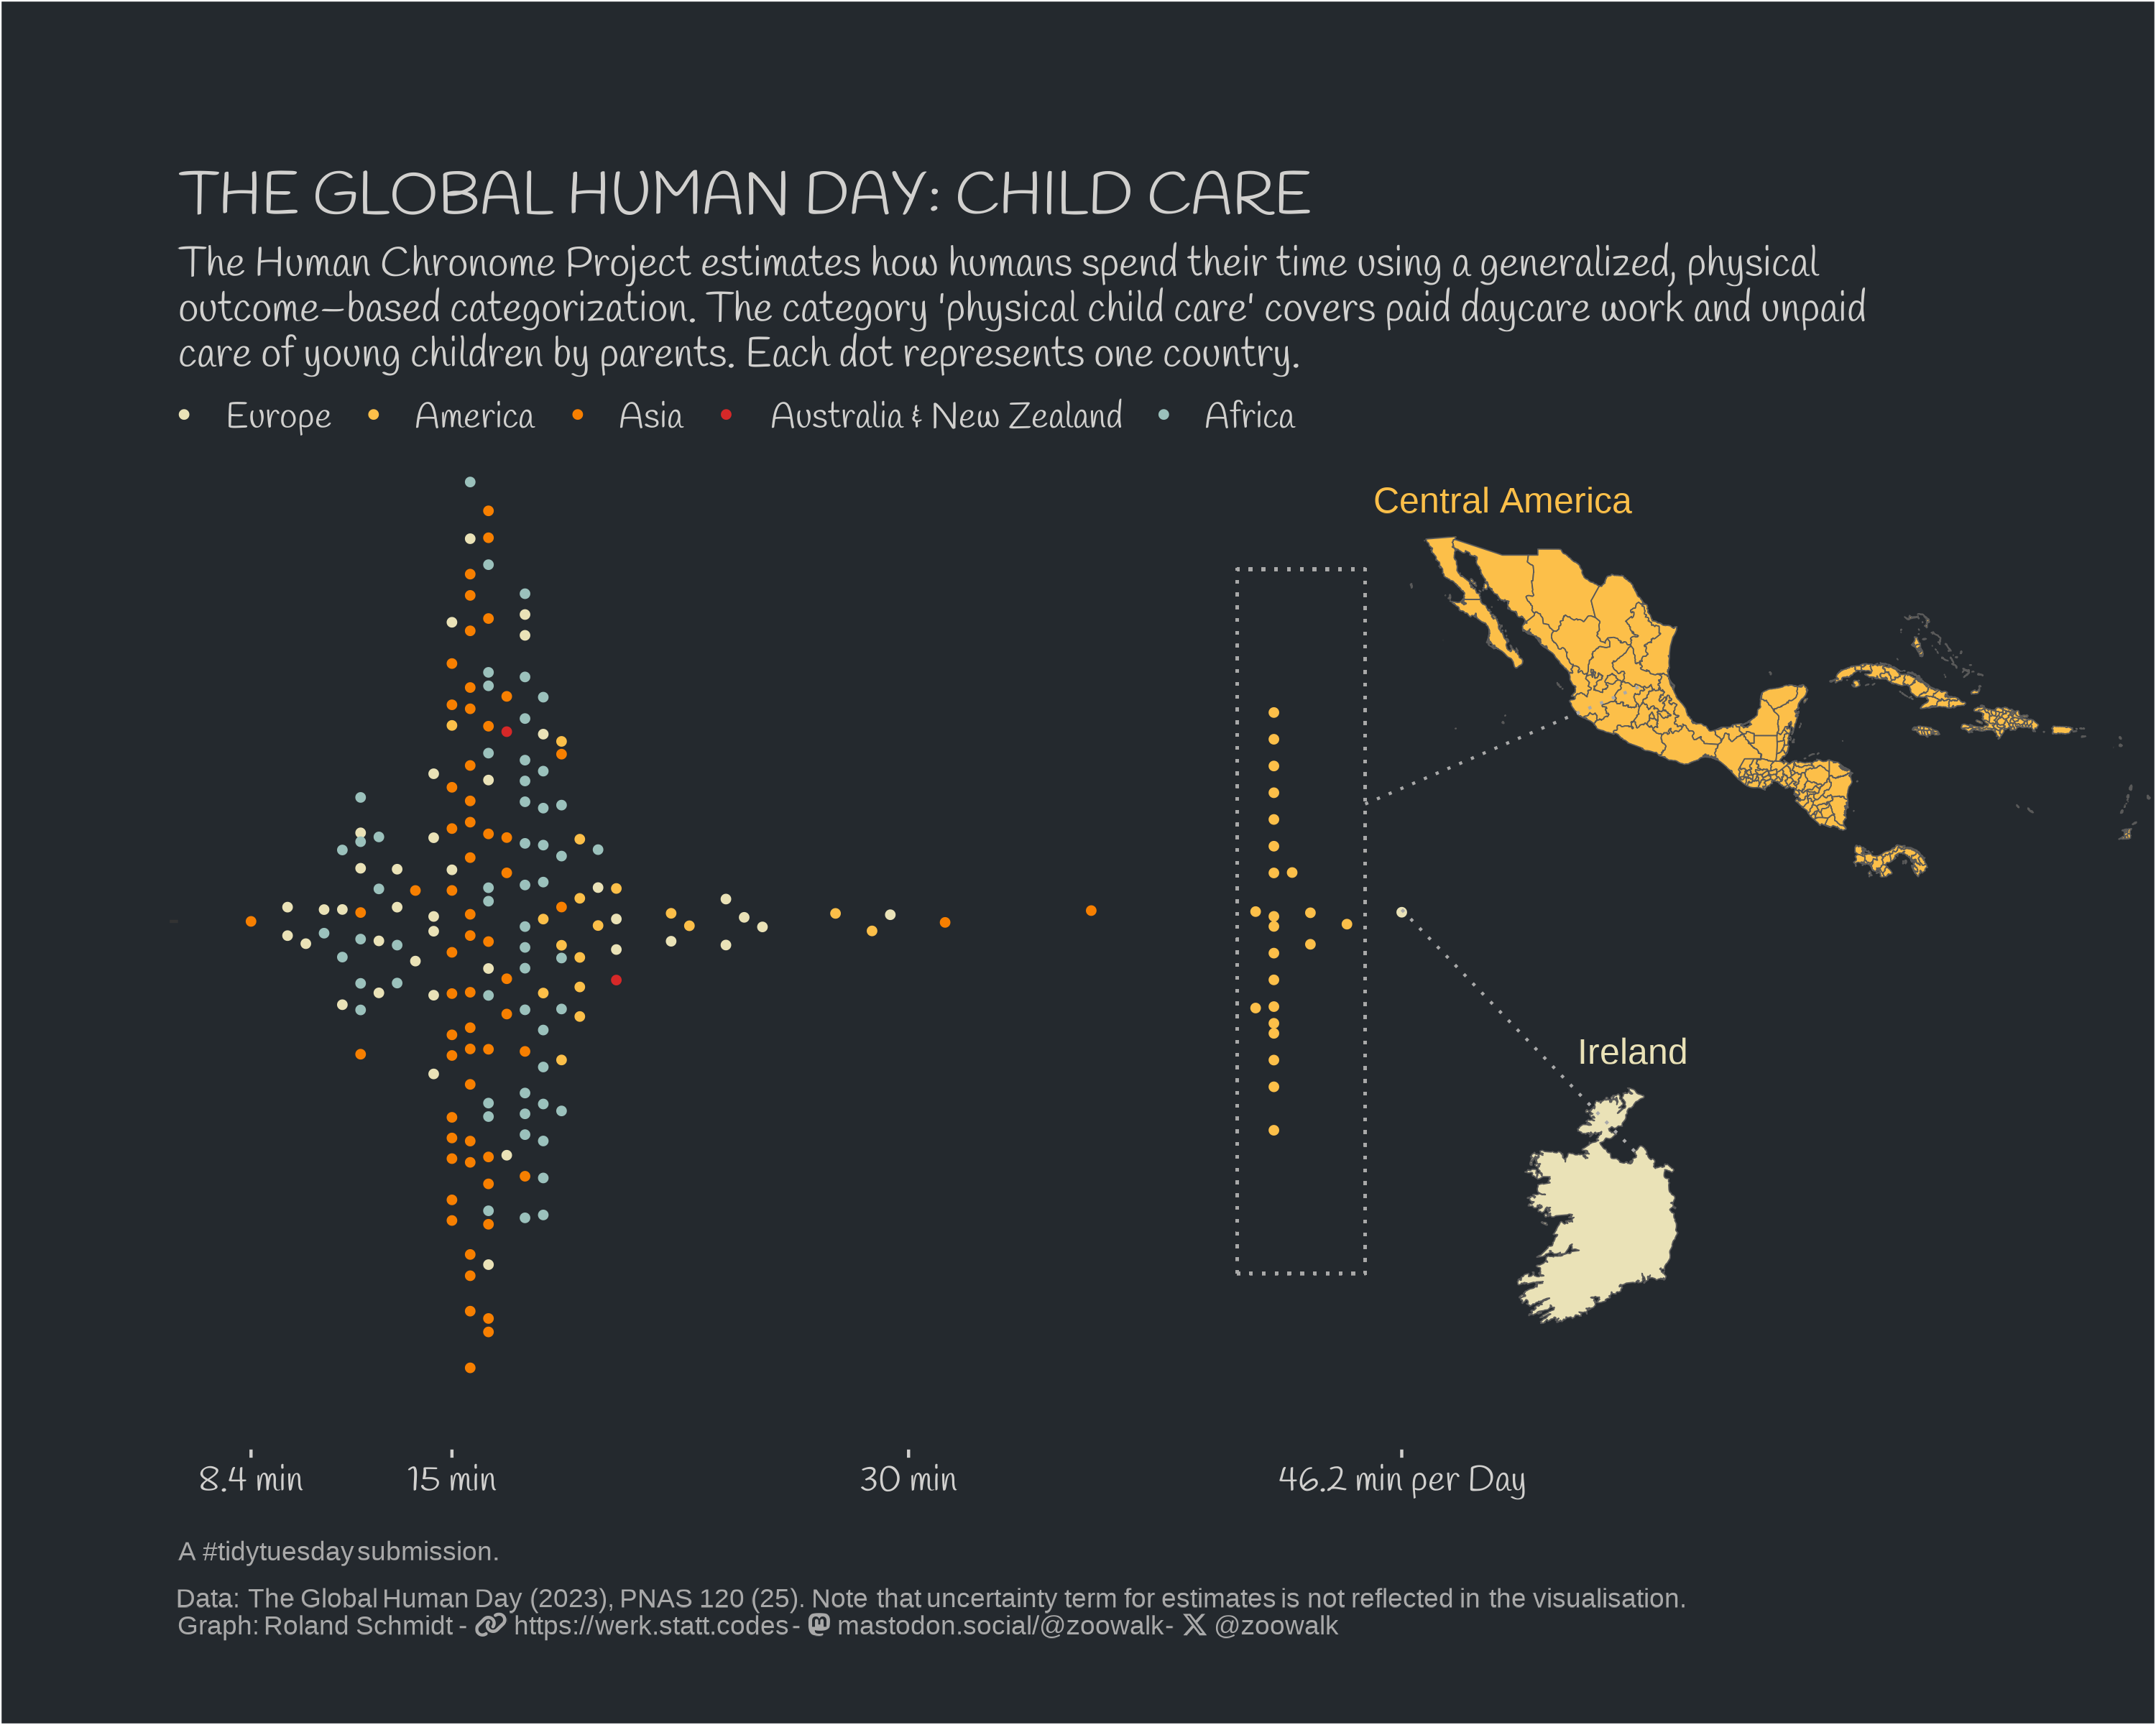 THE GLOBAL HUMAN DAY: CHILD CARE
The Human Chronome Project estimates how humans spend their time using a generalized, physical
outcome–based categorization. The category 'physical child care' covers paid daycare work and unpaid
care of young children by parents. Each dot represents one country.
Europe America Asia Australia & New Zealand Africa
Central America
Ireland
8.4 min 15 min 30 min 46.2 min per Day
A #tidytuesday submission.
Data: The Global Human Day (2023), PNAS 120 (25). Note that uncertainty term for estimates is not reflected in the visualisation.
Graph: Roland Schmidt - https://werk.statt.codes - mastodon.social/@zoowalk - 𝕏 @zoowalk